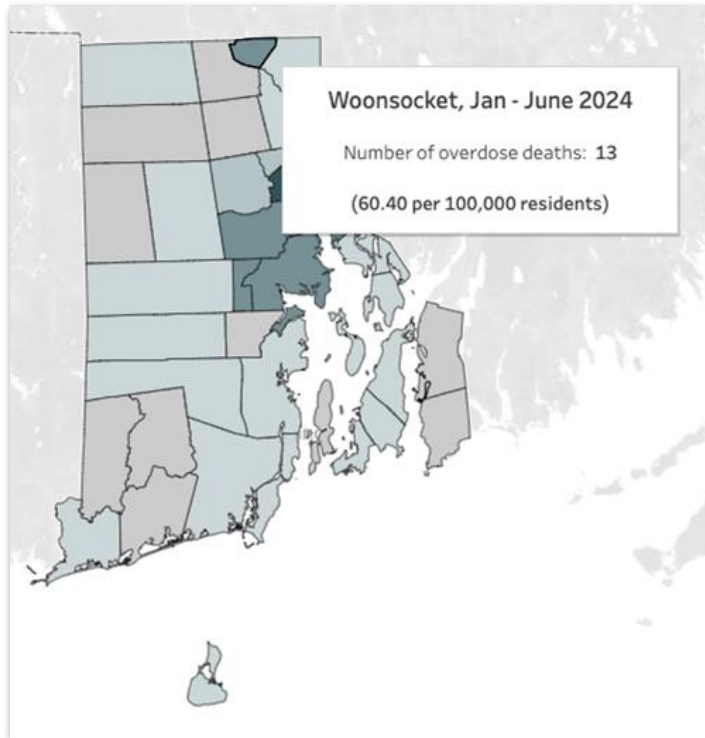 Woonsocket, Jan - June 2024
Number of overdose deaths: 13
(60.40 per 100,000 residents)